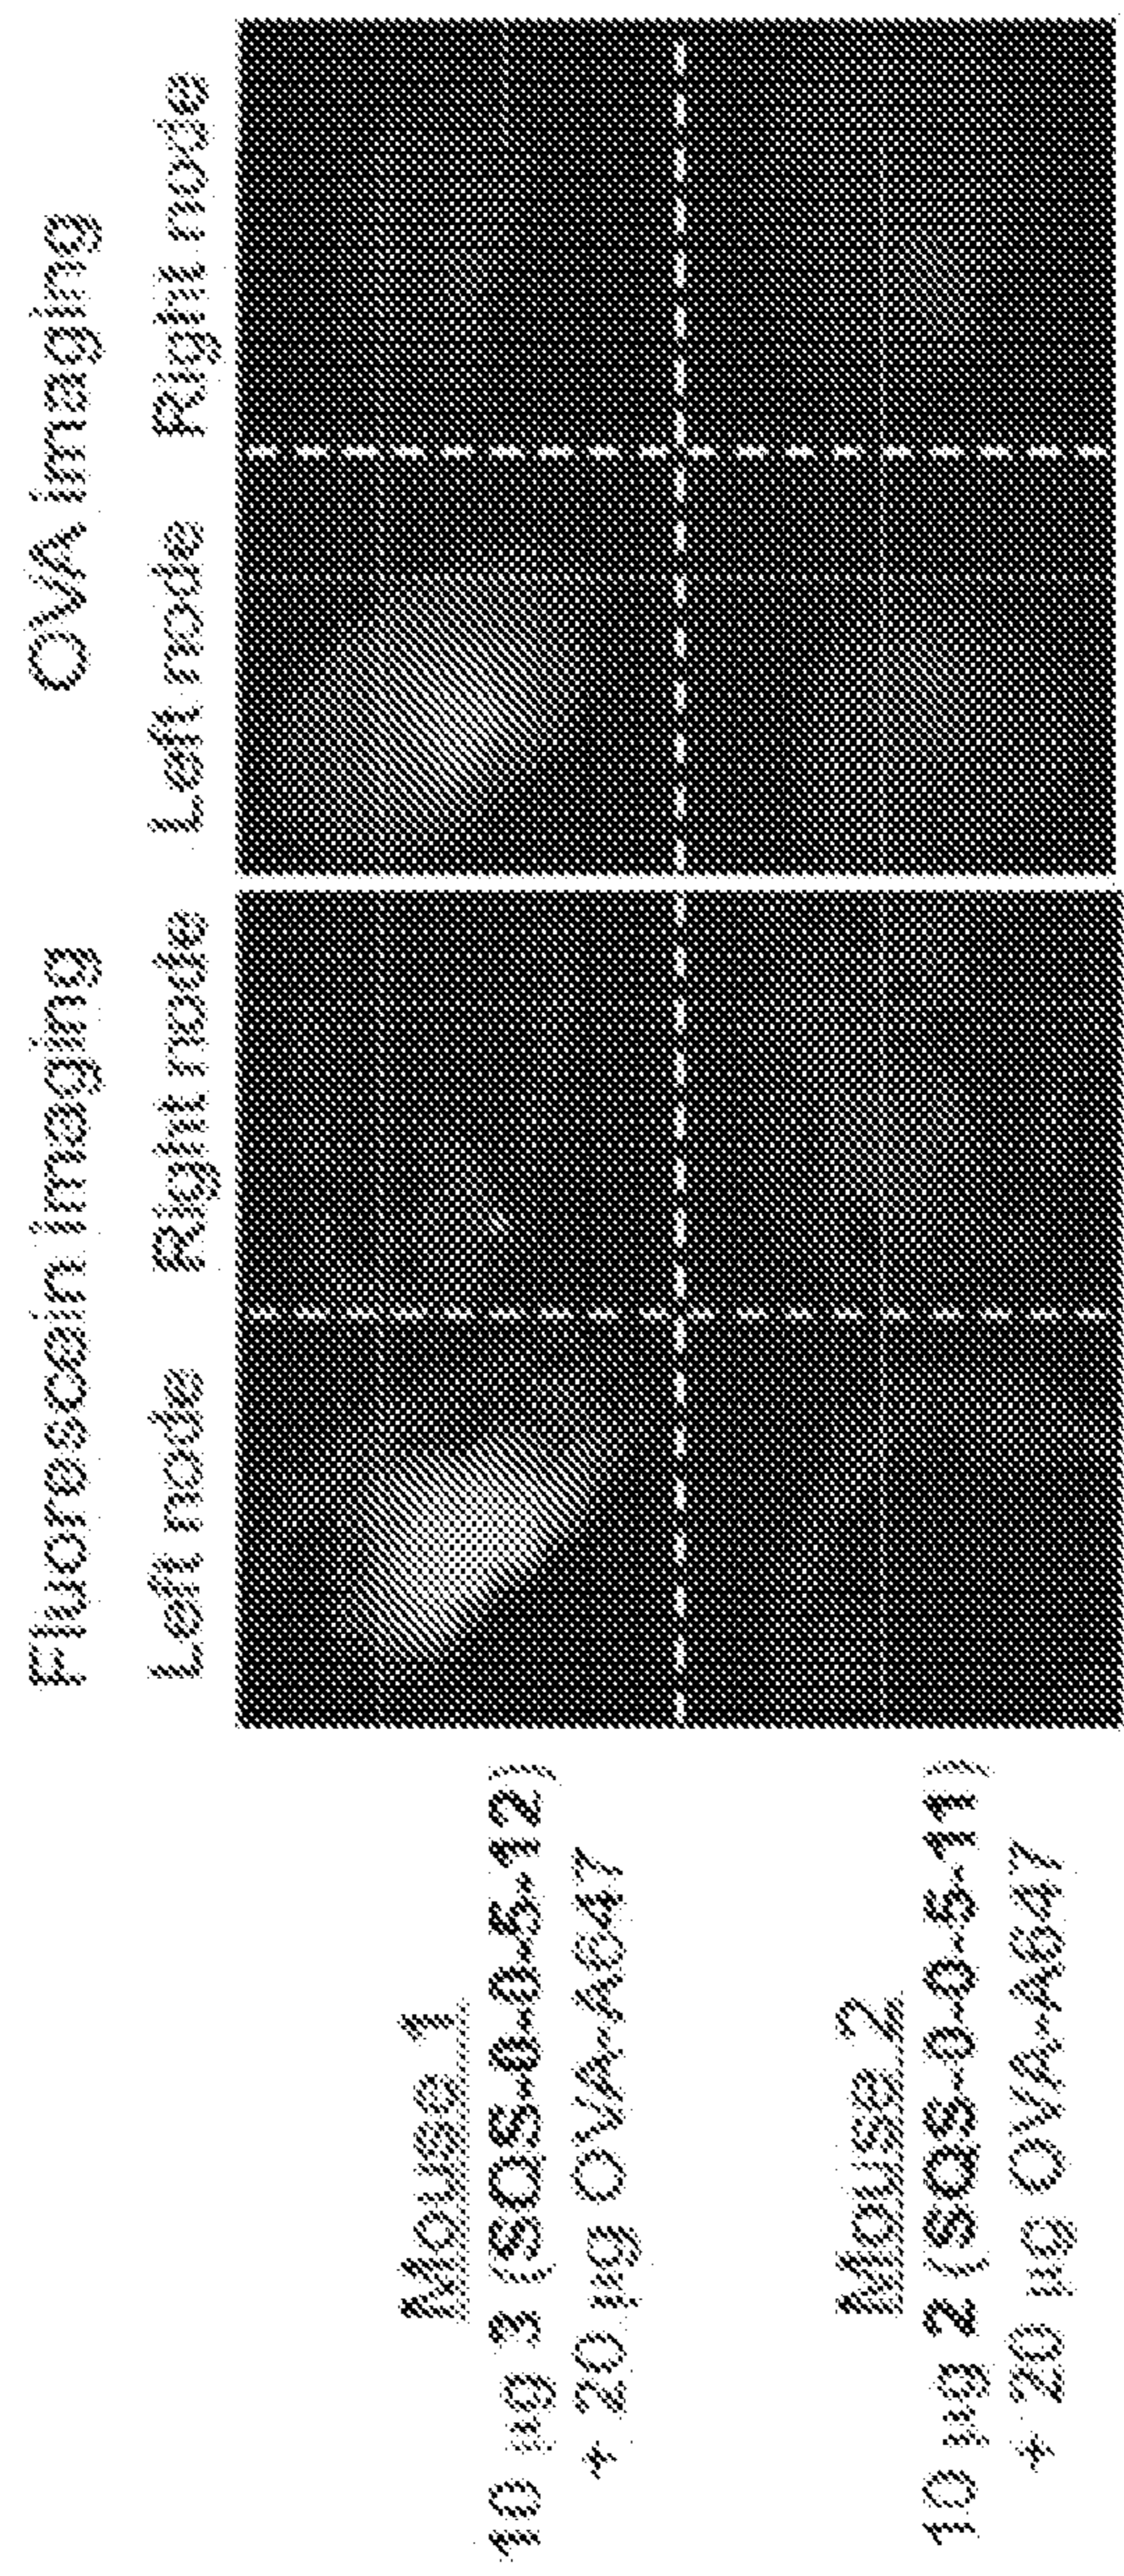 Fluorescein imaging OVA imaging
Left node Right node Left node Right node
Mouse 1
10 µg 3 (SQS-0-0-5-12)
+ 20 µg OVA-A647
Mouse 2
10 µg 2 (SQS-0-0-5-11)
+ 20 µg OVA-A647